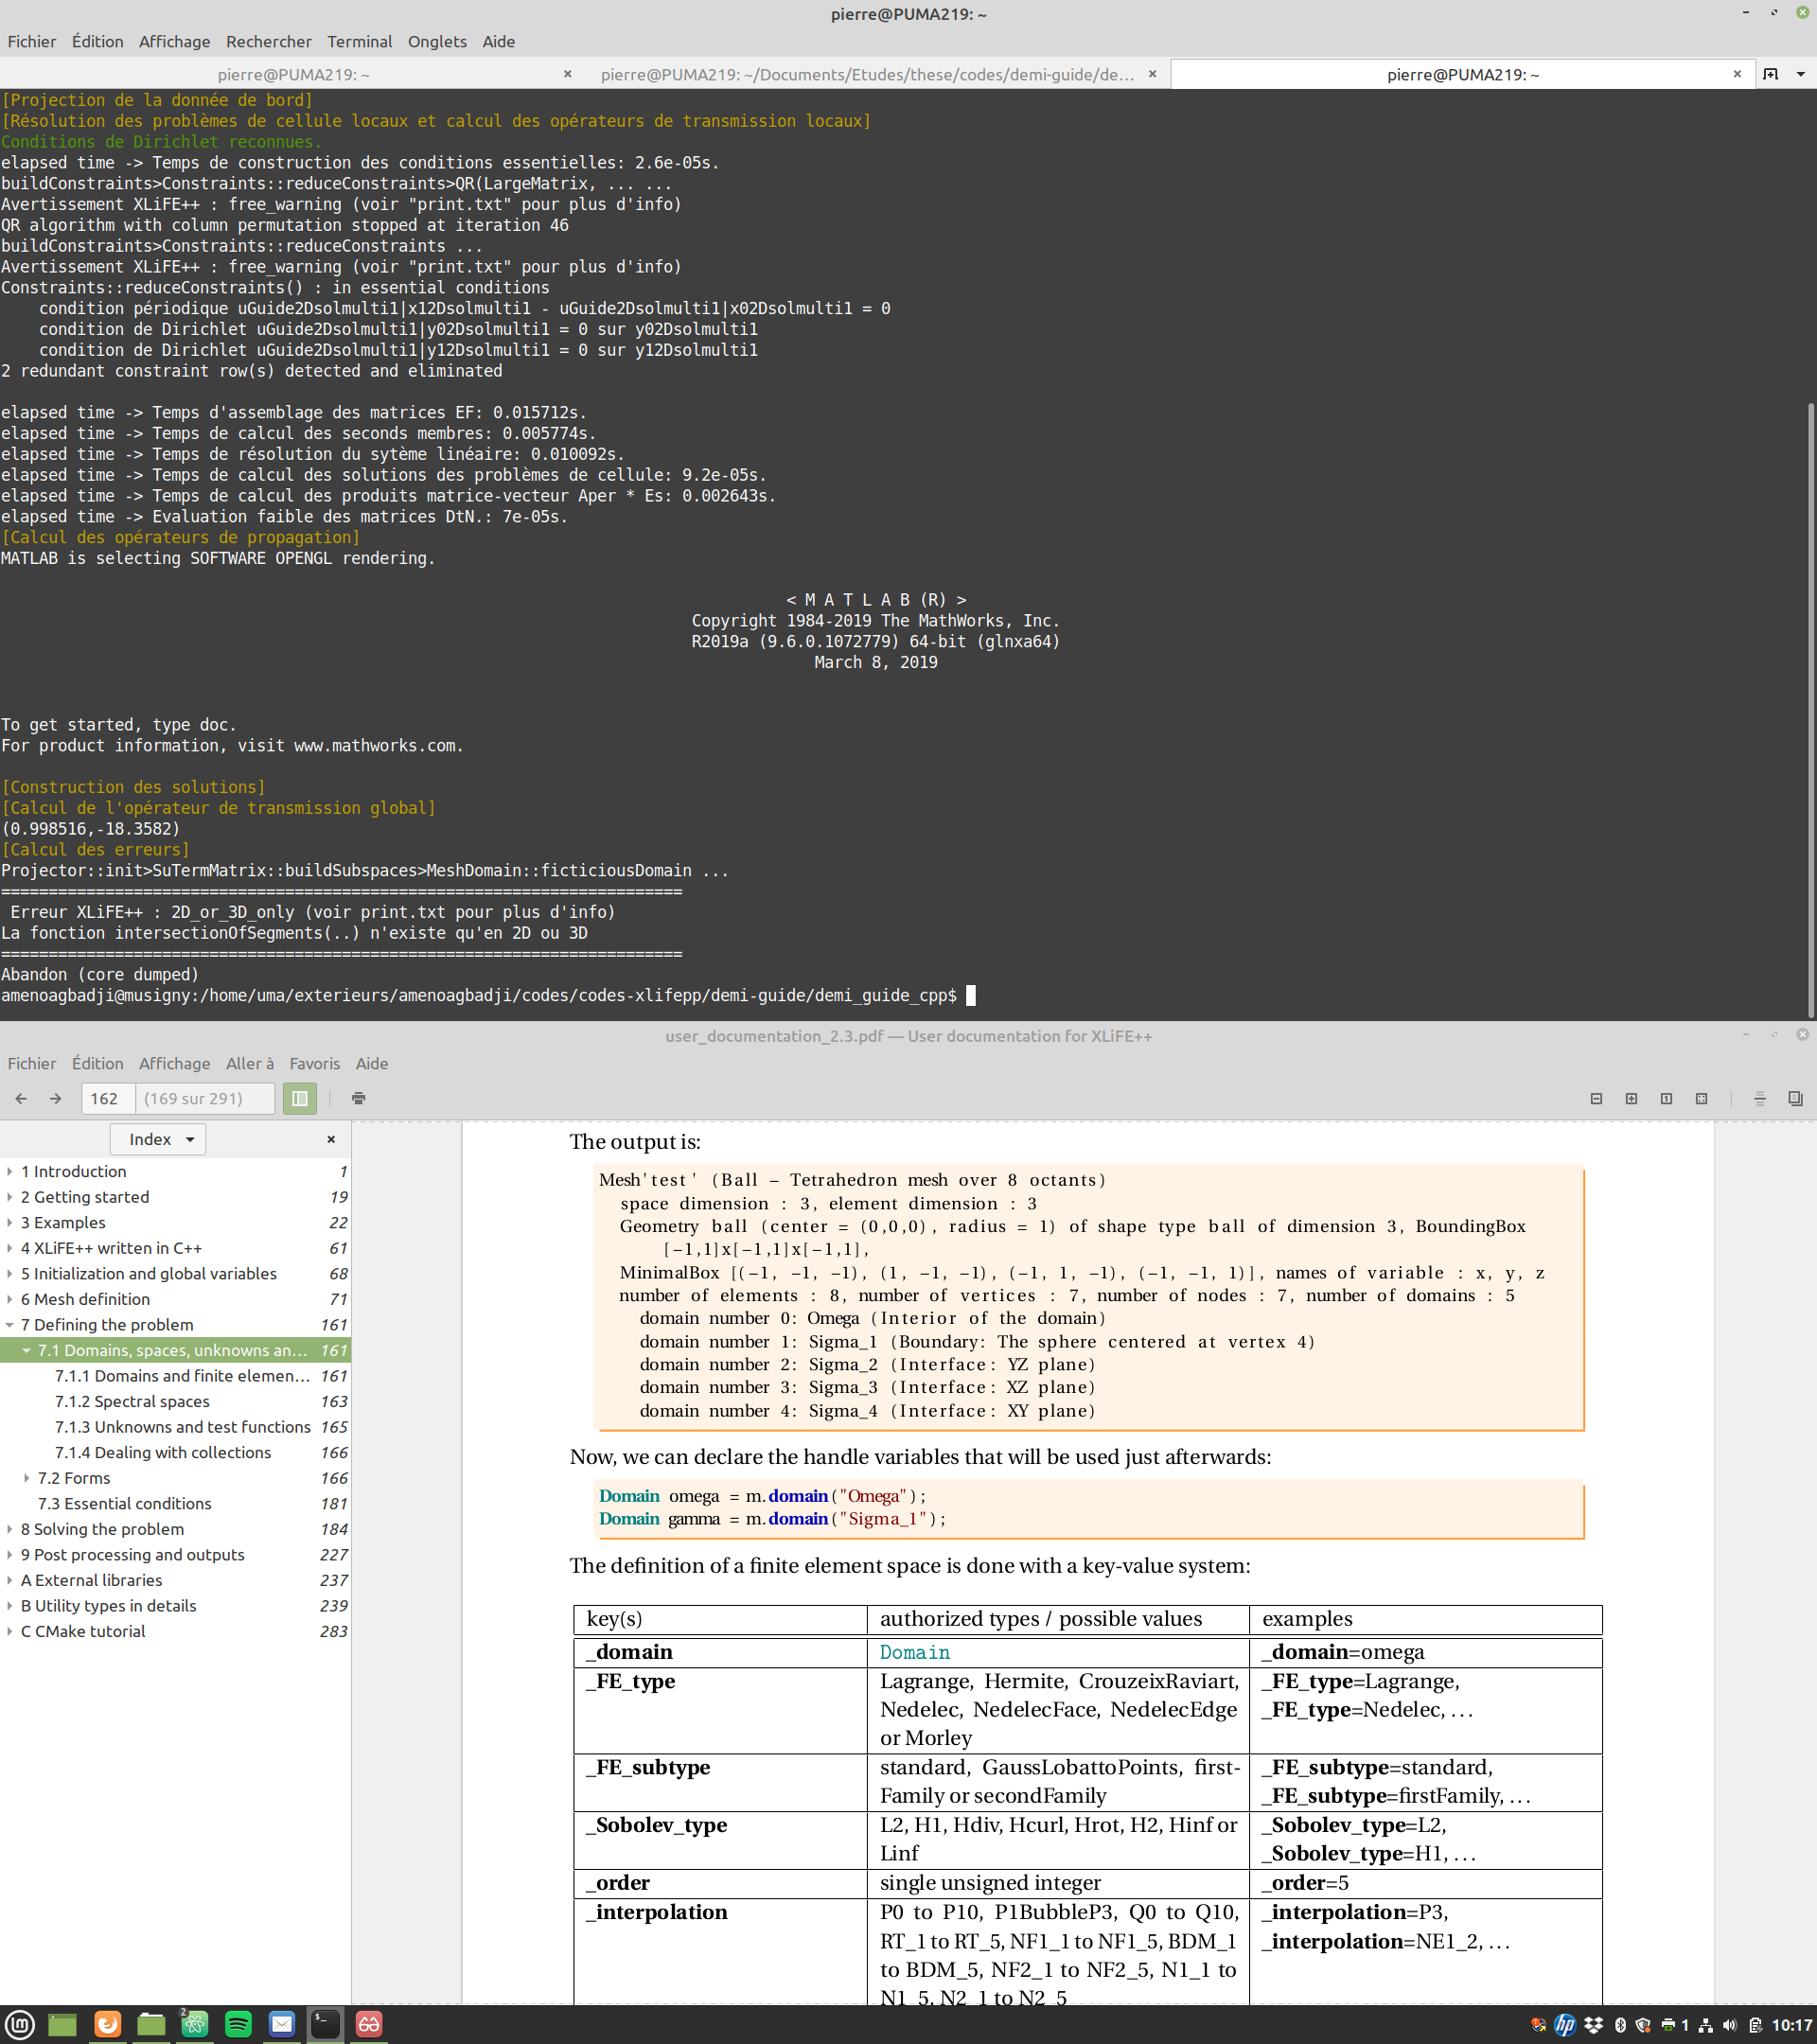 pierre@PUMA219: ~
Fichier Édition Affichage Rechercher Terminal Onglets Aide
pierre@PUMA219: ~ × pierre@PUMA219: ~/Documents/Etudes/these/codes/demi-guide/de... × pierre@PUMA219: ~ ×
[Projection de la donnée de bord]
[Résolution des problèmes de cellule locaux et calcul des opérateurs de transmission locaux]
Conditions de Dirichlet reconnues.
elapsed time -> Temps de construction des conditions essentielles: 2.6e-05s.
buildConstraints>Constraints::reduceConstraints>QR(LargeMatrix, ... ...
Avertissement XLiFE++ : free_warning (voir "print.txt" pour plus d'info)
QR algorithm with column permutation stopped at iteration 46
buildConstraints>Constraints::reduceConstraints ...
Avertissement XLiFE++ : free_warning (voir "print.txt" pour plus d'info)
Constraints::reduceConstraints() : in essential conditions
condition périodique uGuide2Dsolmulti1|x12Dsolmulti1 - uGuide2Dsolmulti1|x02Dsolmulti1 = 0
condition de Dirichlet uGuide2Dsolmulti1|y02Dsolmulti1 = 0 sur y02Dsolmulti1
condition de Dirichlet uGuide2Dsolmulti1|y12Dsolmulti1 = 0 sur y12Dsolmulti1
2 redundant constraint row(s) detected and eliminated
elapsed time -> Temps d'assemblage des matrices EF: 0.015712s.
elapsed time -> Temps de calcul des seconds membres: 0.005774s.
elapsed time -> Temps de résolution du sytème linéaire: 0.010092s.
elapsed time -> Temps de calcul des solutions des problèmes de cellule: 9.2e-05s.
elapsed time -> Temps de calcul des produits matrice-vecteur Aper * Es: 0.002643s.
elapsed time -> Evaluation faible des matrices DtN.: 7e-05s.
[Calcul des opérateurs de propagation]
MATLAB is selecting SOFTWARE OPENGL rendering.
< M A T L A B (R) >
Copyright 1984-2019 The MathWorks, Inc.
R2019a (9.6.0.1072779) 64-bit (glnxa64)
March 8, 2019
To get started, type doc.
For product information, visit www.mathworks.com.
[Construction des solutions]
[Calcul de l'opérateur de transmission global]
(0.998516,-18.3582)
[Calcul des erreurs]
Projector::init>SuTermMatrix::buildSubspaces>MeshDomain::ficticiousDomain ...
========================================================================
Erreur XLiFE++ : 2D_or_3D_only (voir print.txt pour plus d'info)
La fonction intersectionOfSegments(..) n'existe qu'en 2D ou 3D
========================================================================
Abandon (core dumped)
amenoagbadji@musigny:/home/uma/exterieurs/amenoagbadji/codes/codes-xlifepp/demi-guide/demi_guide_cpp$
user_documentation_2.3.pdf — User documentation for XLiFE++
Fichier Édition Affichage Aller à Favoris Aide
162 (169 sur 291)
Index ×
1 Introduction 1
2 Getting started 19
3 Examples 22
4 XLiFE++ written in C++ 61
5 Initialization and global variables 68
6 Mesh definition 71
7 Defining the problem 161
7.1 Domains, spaces, unknowns an... 161
7.1.1 Domains and finite elemen... 161
7.1.2 Spectral spaces 163
7.1.3 Unknowns and test functions 165
7.1.4 Dealing with collections 166
7.2 Forms 166
7.3 Essential conditions 181
8 Solving the problem 184
9 Post processing and outputs 227
A External libraries 237
B Utility types in details 239
C CMake tutorial 283
The output is:
Mesh'test' (Ball – Tetrahedron mesh over 8 octants)
space dimension : 3, element dimension : 3
Geometry ball (center = (0,0,0), radius = 1) of shape type ball of dimension 3, BoundingBox
[−1,1]x[−1,1]x[−1,1],
MinimalBox [(−1, −1, −1), (1, −1, −1), (−1, 1, −1), (−1, −1, 1)], names of variable : x, y, z
number of elements : 8, number of vertices : 7, number of nodes : 7, number of domains : 5
domain number 0: Omega (Interior of the domain)
domain number 1: Sigma_1 (Boundary: The sphere centered at vertex 4)
domain number 2: Sigma_2 (Interface: YZ plane)
domain number 3: Sigma_3 (Interface: XZ plane)
domain number 4: Sigma_4 (Interface: XY plane)
Now, we can declare the handle variables that will be used just afterwards:
Domain omega = m.domain("Omega");
Domain gamma = m.domain("Sigma_1");
The definition of a finite element space is done with a key-value system:
key(s) authorized types / possible values examples
_domain Domain _domain=omega
_FE_type Lagrange, Hermite, CrouzeixRaviart, _FE_type=Lagrange,
Nedelec, NedelecFace, NedelecEdge _FE_type=Nedelec, ...
or Morley
_FE_subtype standard, GaussLobattoPoints, first- _FE_subtype=standard,
Family or secondFamily _FE_subtype=firstFamily, ...
_Sobolev_type L2, H1, Hdiv, Hcurl, Hrot, H2, Hinf or _Sobolev_type=L2,
Linf _Sobolev_type=H1, ...
_order single unsigned integer _order=5
_interpolation P0 to P10, P1BubbleP3, Q0 to Q10, _interpolation=P3,
RT_1 to RT_5, NF1_1 to NF1_5, BDM_1 _interpolation=NE1_2, ...
to BDM_5, NF2_1 to NF2_5, N1_1 to
N1_5, N2_1 to N2_5
2
1 10:17